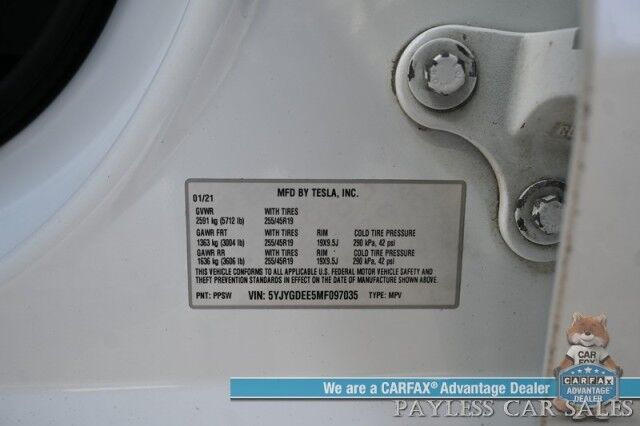 MFD BY TESLA, INC.
01/21
GVWR WITH TIRES
2591 kg (5712 lb) 255/45R19
GAWR FRT WITH TIRES RIM COLD TIRE PRESSURE
1363 kg (3004 lb) 255/45R19 19X9.5J 290 kPa, 42 psi
GAWR RR WITH TIRES RIM COLD TIRE PRESSURE
1636 kg (3606 lb) 255/45R19 19X9.5J 290 kPa, 42 psi
THIS VEHICLE CONFORMS TO ALL APPLICABLE U.S. FEDERAL MOTOR VEHICLE SAFETY AND
THEFT PREVENTION STANDARDS IN EFFECT ON THE DATE OF MANUFACTURE SHOWN ABOVE.
PNT: PPSW VIN: 5YJYGDEE5MF097035 TYPE: MPV
CAR
FOX
We are a CARFAX® Advantage Dealer
CARFAX
ADVANTAGE
DEALER
PAYLESS CAR SALES